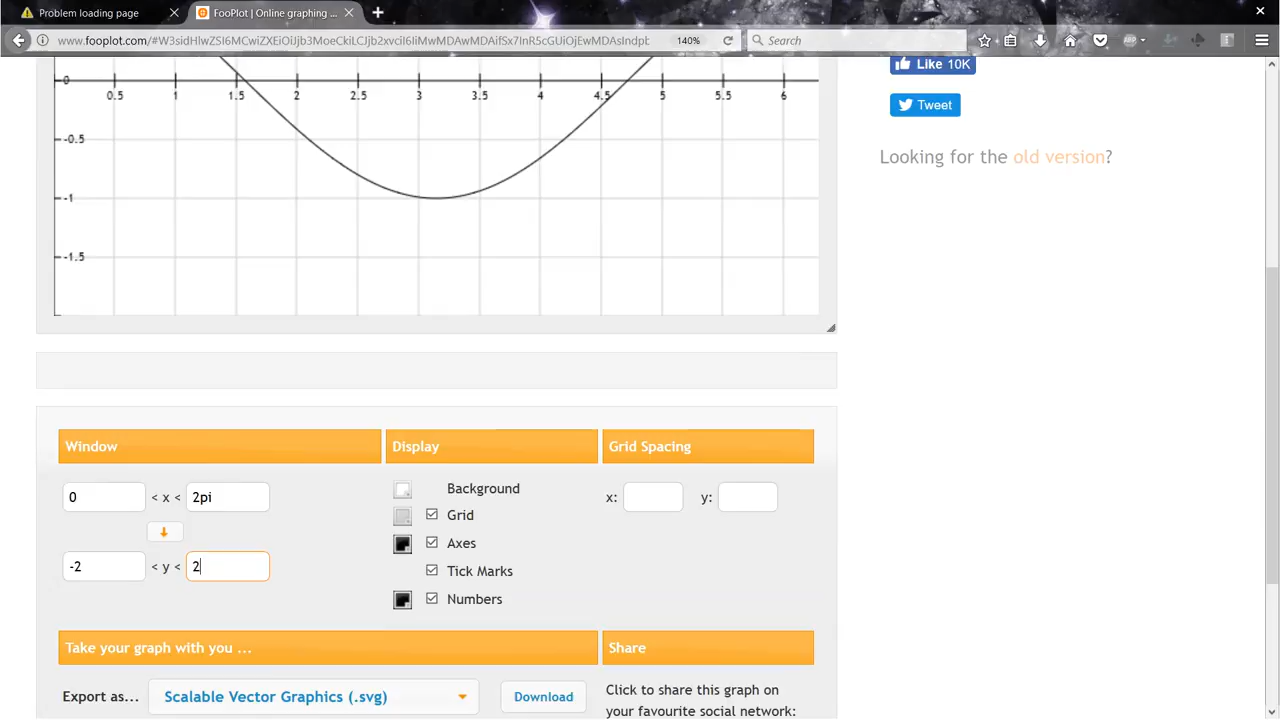 Problem loading page
FooPlot | Online graphing ...
www.fooplot.com/#W3sidHlwZSI6MCwiZXEiOiJjb3MoeCkiLCJjb2xvciI6IiMwMDAwMDAifSx7InR5cGUiOjEwMDAsIndpb
140%
Search
Like 10K
0
0.5 1 1.5 2 2.5 3 3.5 4 4.5 5 5.5 6
Tweet
-0.5
Looking for the old version?
-1
-1.5
Window Display Grid Spacing
0 < x < 2pi Background x: y:
Grid
Axes
-2 < y < 2 Tick Marks
Numbers
Take your graph with you ... Share
Export as... Scalable Vector Graphics (.svg) Download Click to share this graph on
your favourite social network: